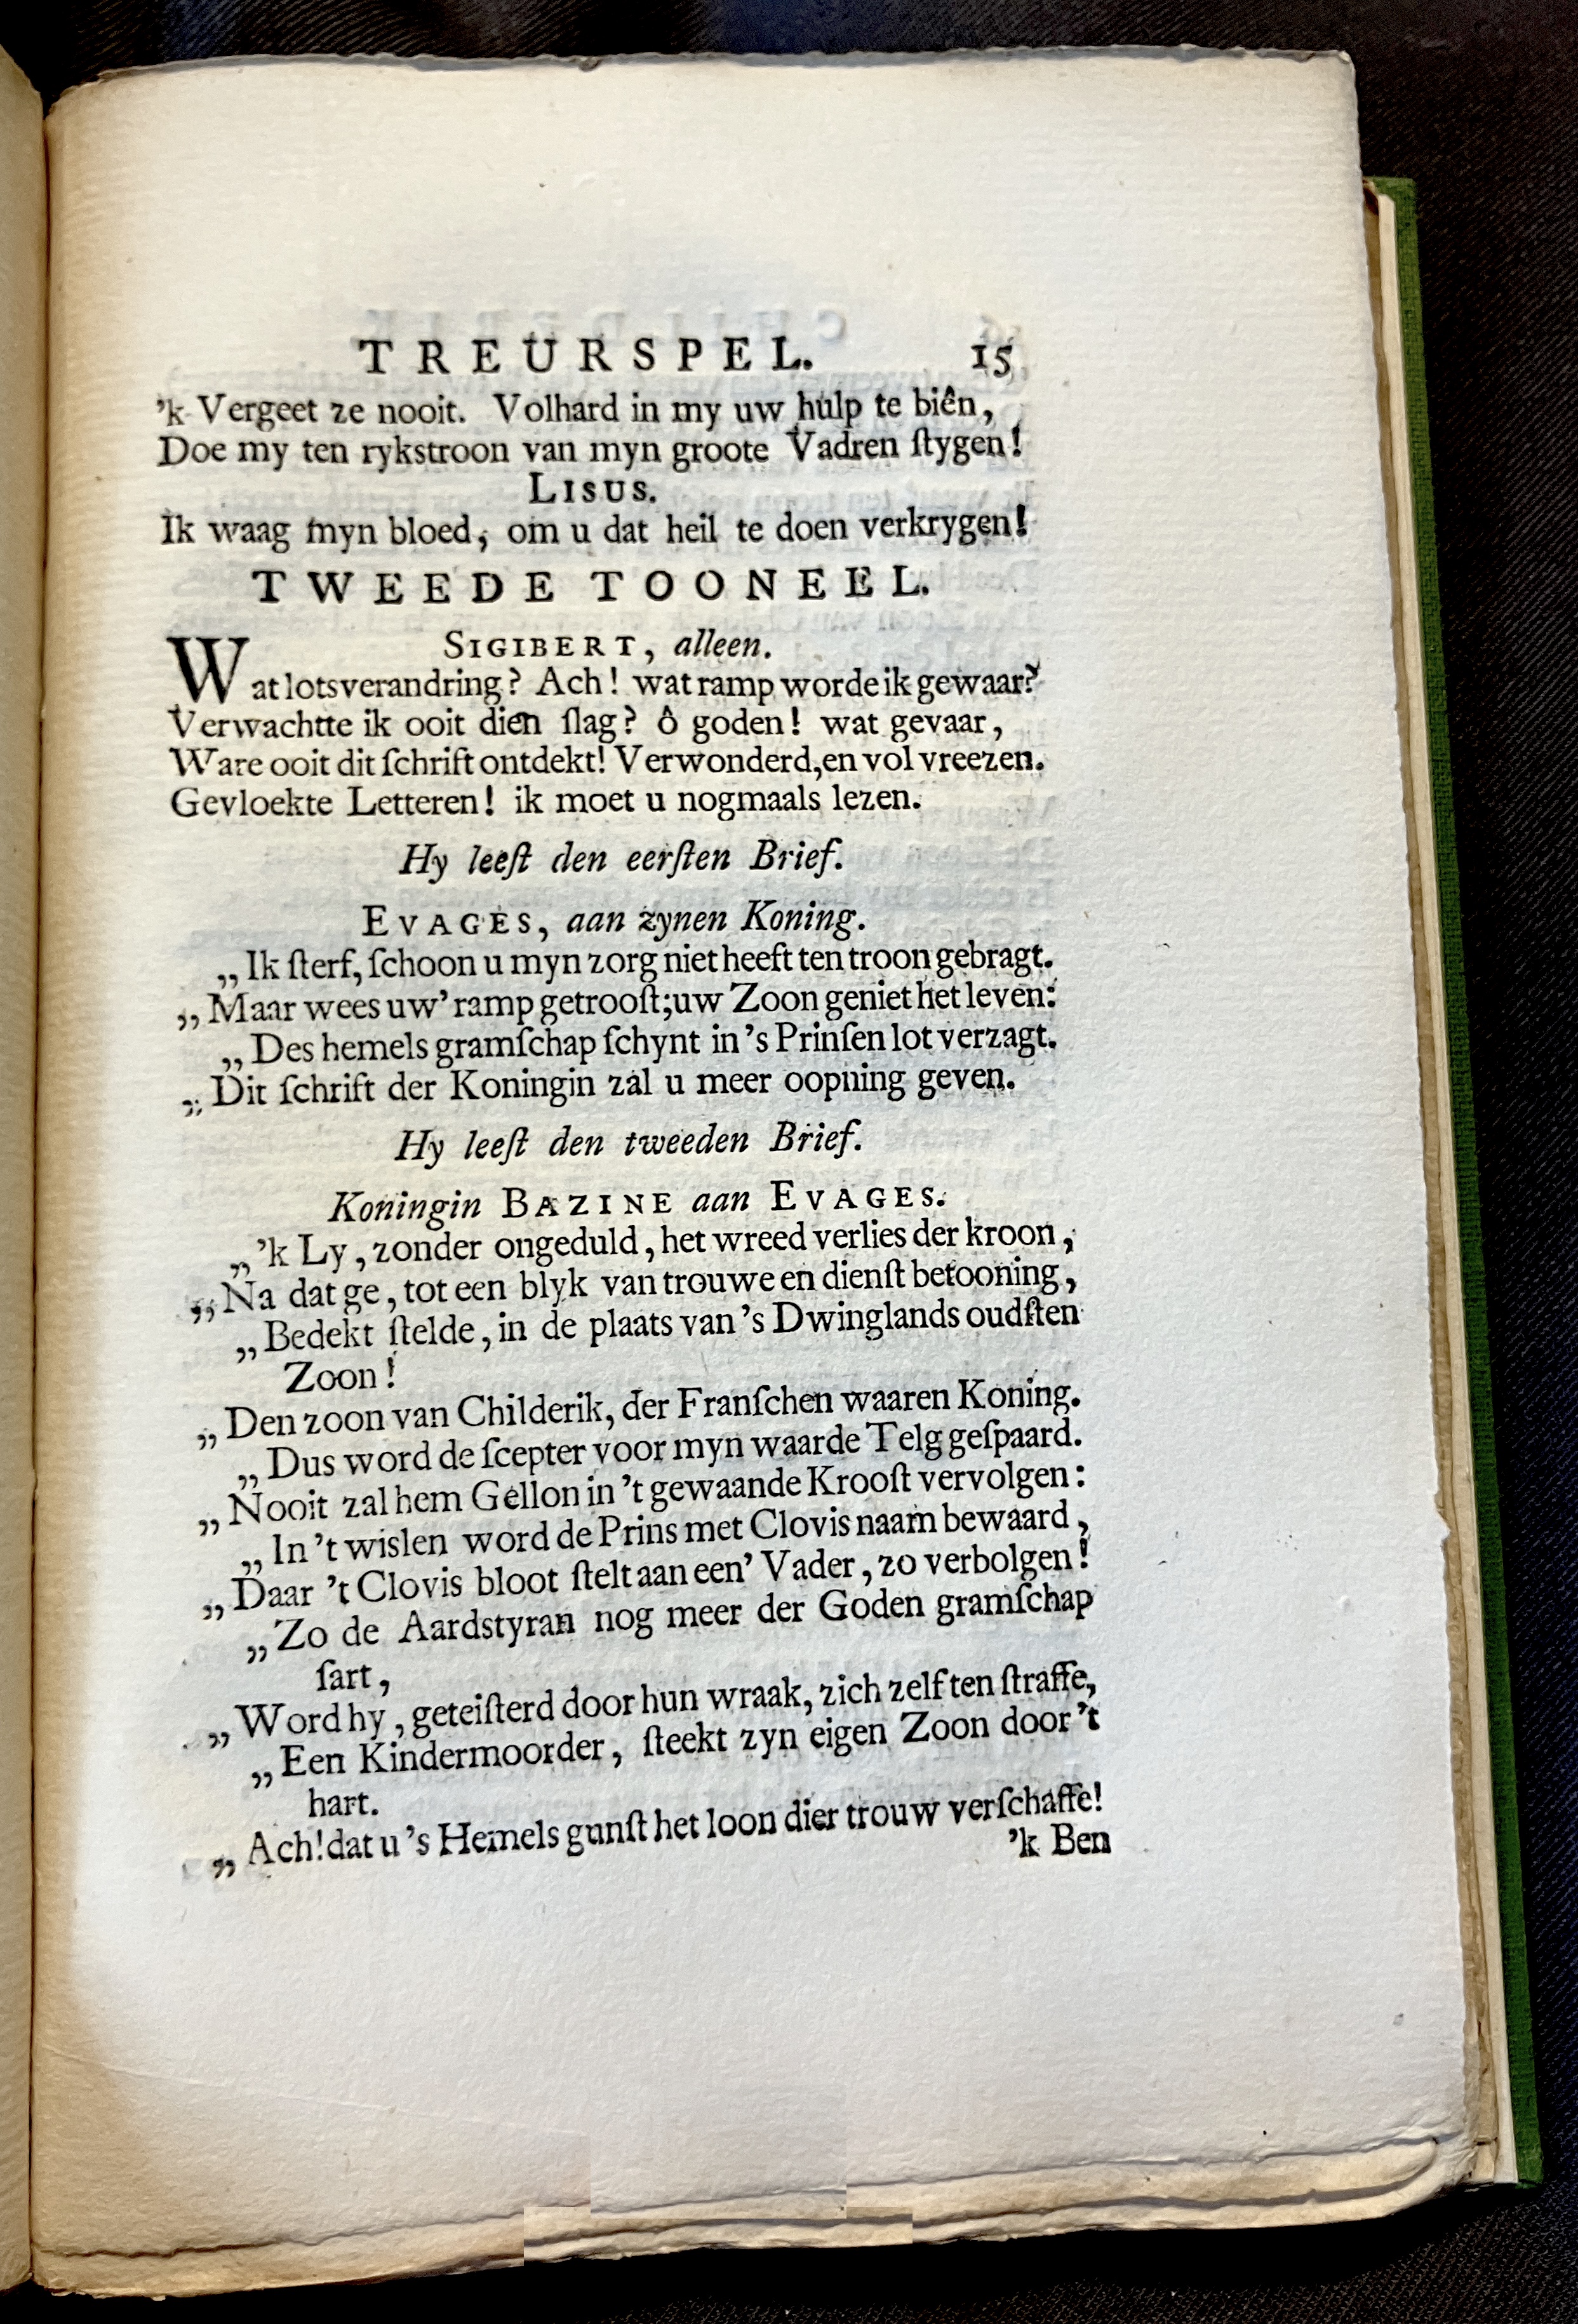 TREURSPEL. 15
’k Vergeet ze nooit. Volhard in my uw hulp te biên,
Doe my ten rykstroon van myn groote Vadren ſtygen!
LISUS.
Ik waag myn bloed, om u dat heil te doen verkrygen!
TWEEDE TOONEEL.
SIGIBERT, alleen.
Wat lotsverandring? Ach! wat ramp worde ik gewaar?
Verwachtte ik ooit dien ſlag? ô goden! wat gevaar,
Ware ooit dit ſchrift ontdekt! Verwonderd, en vol vreezen.
Gevloekte Letteren! ik moet u nogmaals lezen.
Hy leeſt den eerſten Brief.
EVAGES, aan zynen Koning.
„Ik ſterf, ſchoon u myn zorg niet heeft ten troon gebragt.
„Maar wees uw’ ramp getrooſt; uw Zoon geniet het leven:
„Des hemels gramſchap ſchynt in ’s Prinſen lot verzagt.
„Dit ſchrift der Koningin zal u meer oopning geven.
Hy leeſt den tweeden Brief.
Koningin BAZINE aan EVAGES.
„’k Ly, zonder ongeduld, het wreed verlies der kroon,
„Na dat ge, tot een blyk van trouwe en dienſt betooning,
„Bedekt ſtelde, in de plaats van ’s Dwinglands oudſten
Zoon!
„Den zoon van Childerik, der Franſchen waaren Koning.
„Dus word de ſcepter voor myn waarde Telg geſpaard.
„Nooit zal hem Gellon in ’t gewaande Krooſt vervolgen:
„In ’t wislen word de Prins met Clovis naam bewaard,
„Daar ’t Clovis bloot ſtelt aan een’ Vader, zo verbolgen!
„Zo de Aardstyran nog meer der Goden gramſchap
ſart,
„Word hy, geteiſterd door hun wraak, zich zelf ten ſtraffe,
„Een Kindermoorder, ſteekt zyn eigen Zoon door ’t
hart.
„Ach! dat u ’s Hemels gunſt het loon dier trouw verſchaffe!
’k Ben